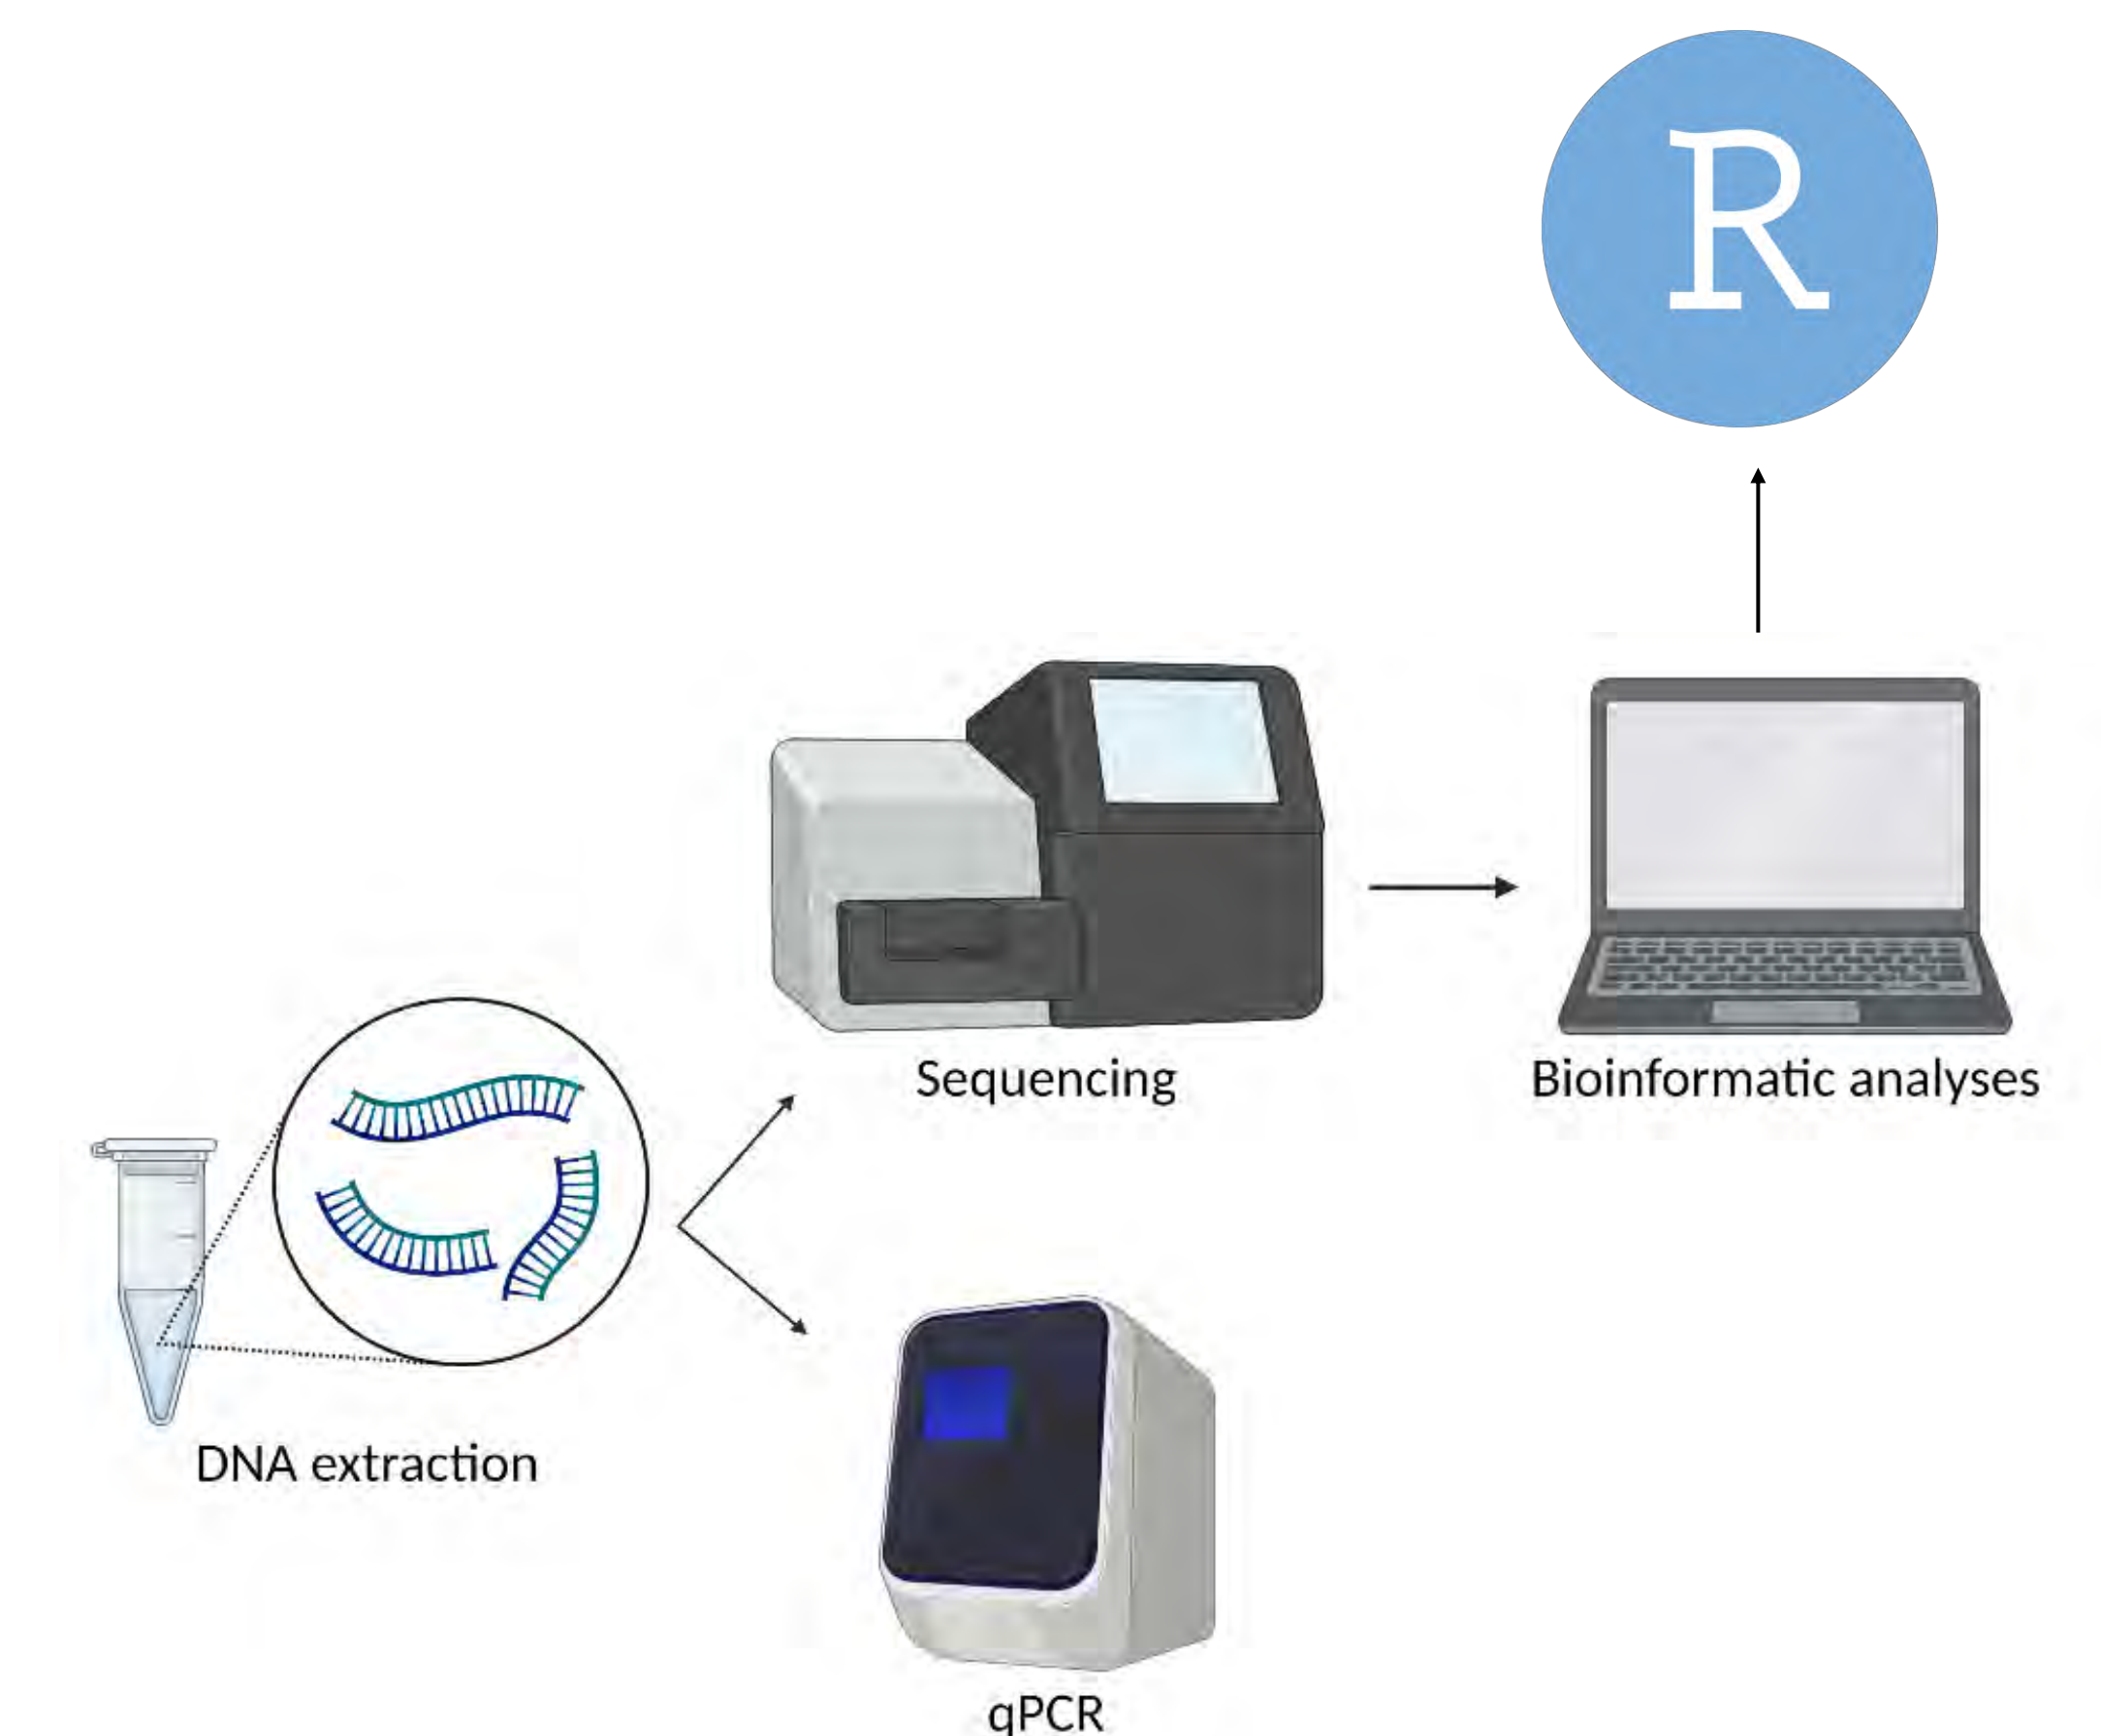 R
Sequencing
Bioinformatic analyses
DNA extraction
qPCR